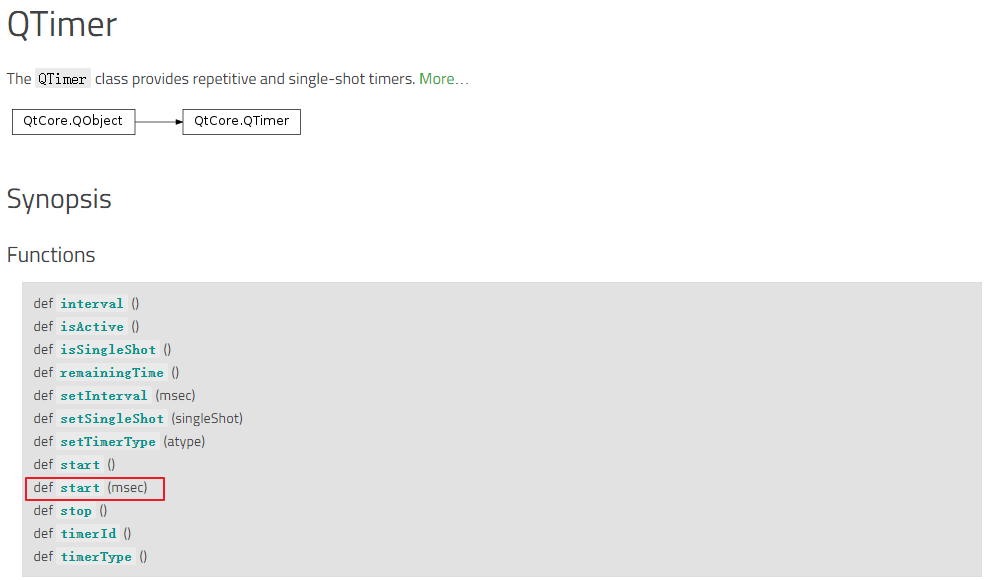 QTimer
The QTimer class provides repetitive and single-shot timers. More…
QtCore.QObject QtCore.QTimer
Synopsis
Functions
def interval ()
def isActive ()
def isSingleShot ()
def remainingTime ()
def setInterval (msec)
def setSingleShot (singleShot)
def setTimerType (atype)
def start ()
def start (msec)
def stop ()
def timerId ()
def timerType ()